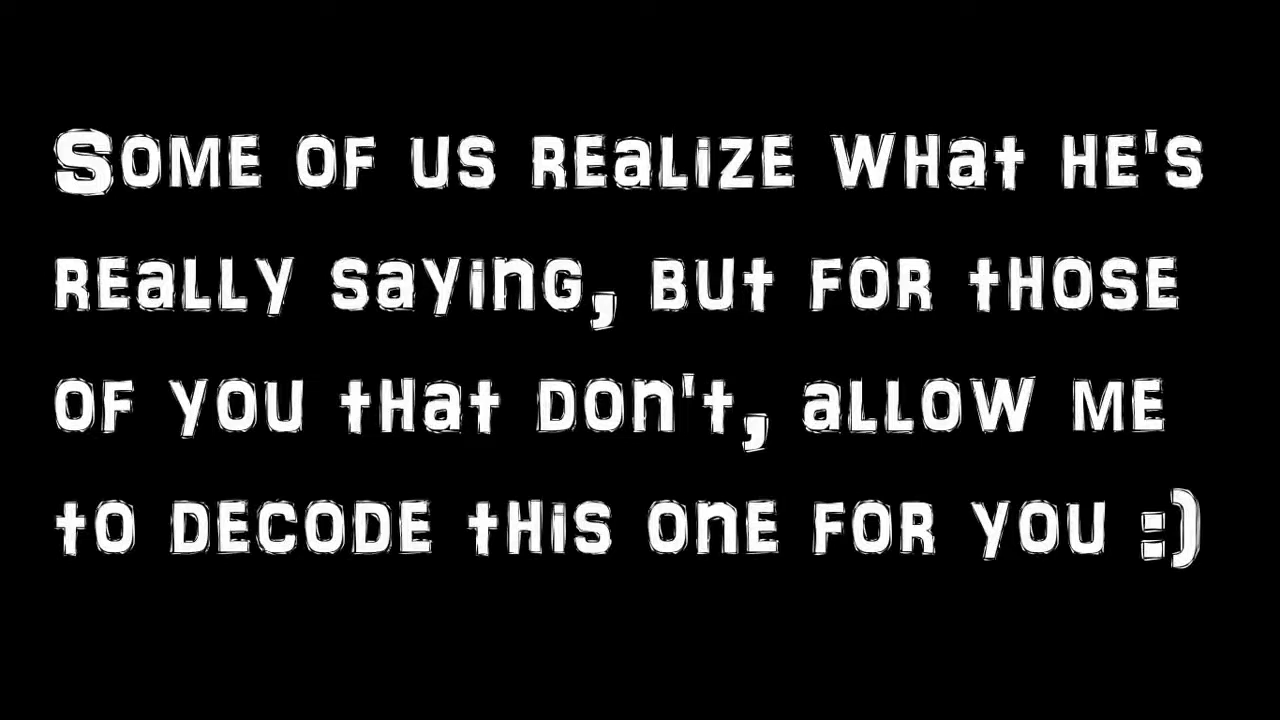 Some of us realize what he's
really saying, but for those
of you that don't, allow me
to decode this one for you :)